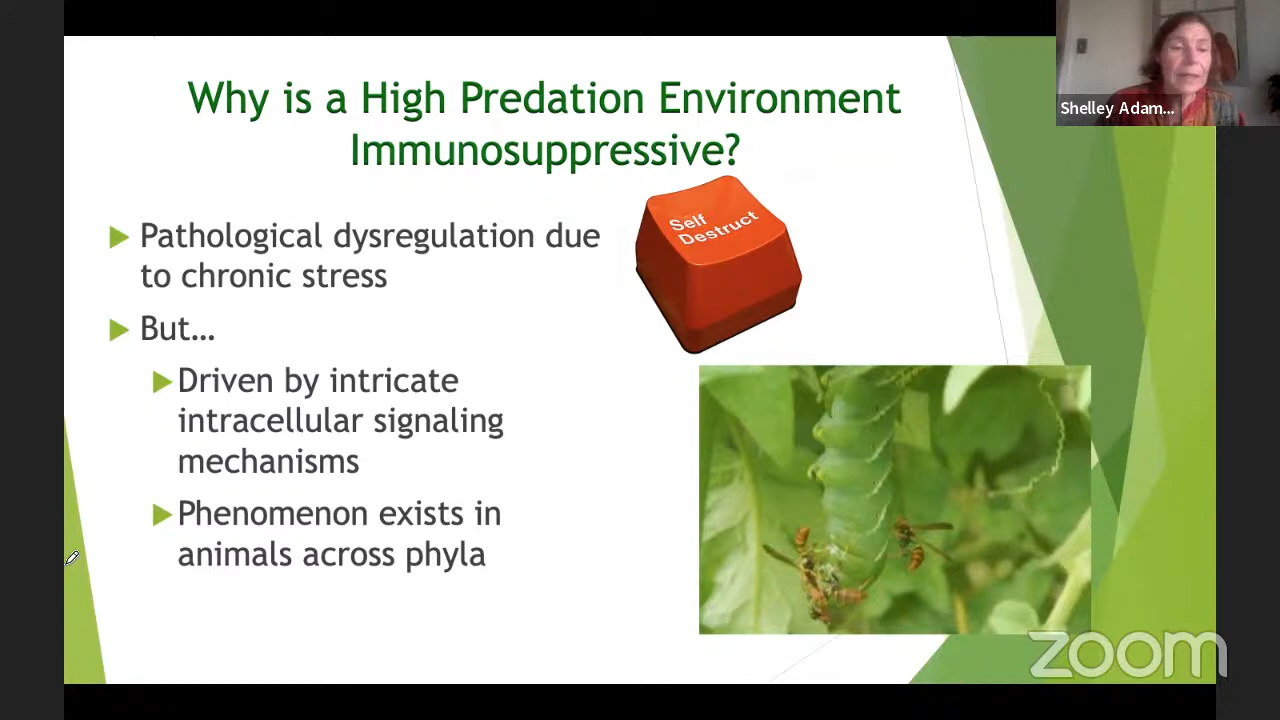 Why is a High Predation Environment
Immunosuppressive?
Shelley Adam...
Self
Destruct
Pathological dysregulation due
to chronic stress
But…
Driven by intricate
intracellular signaling
mechanisms
Phenomenon exists in
animals across phyla
zoom